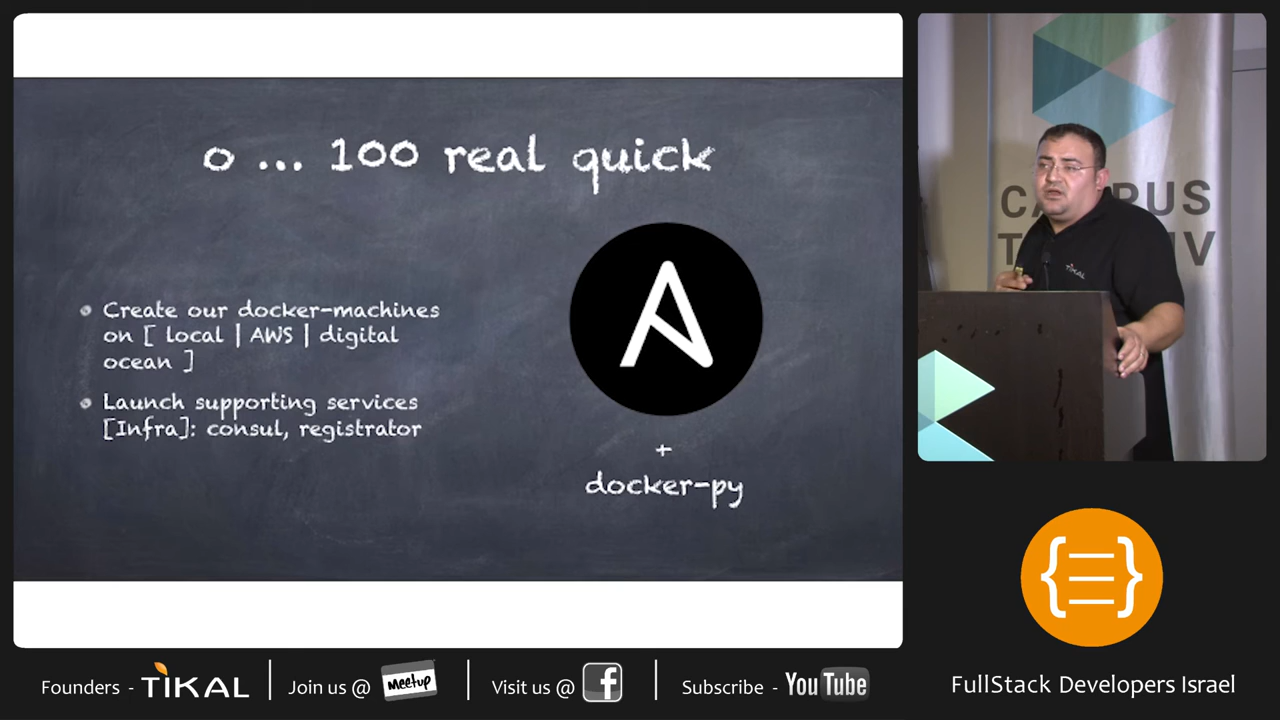 o ... 100 real quick
Create our docker-machines
on [ local | AWS | digital
ocean ]
Launch supporting services
[Infra]: consul, registrator
+
docker-py
TIKAL
Founders - TIKAL
Join us @ Meetup
Visit us @ f
Subscribe - YouTube
{ }
FullStack Developers Israel